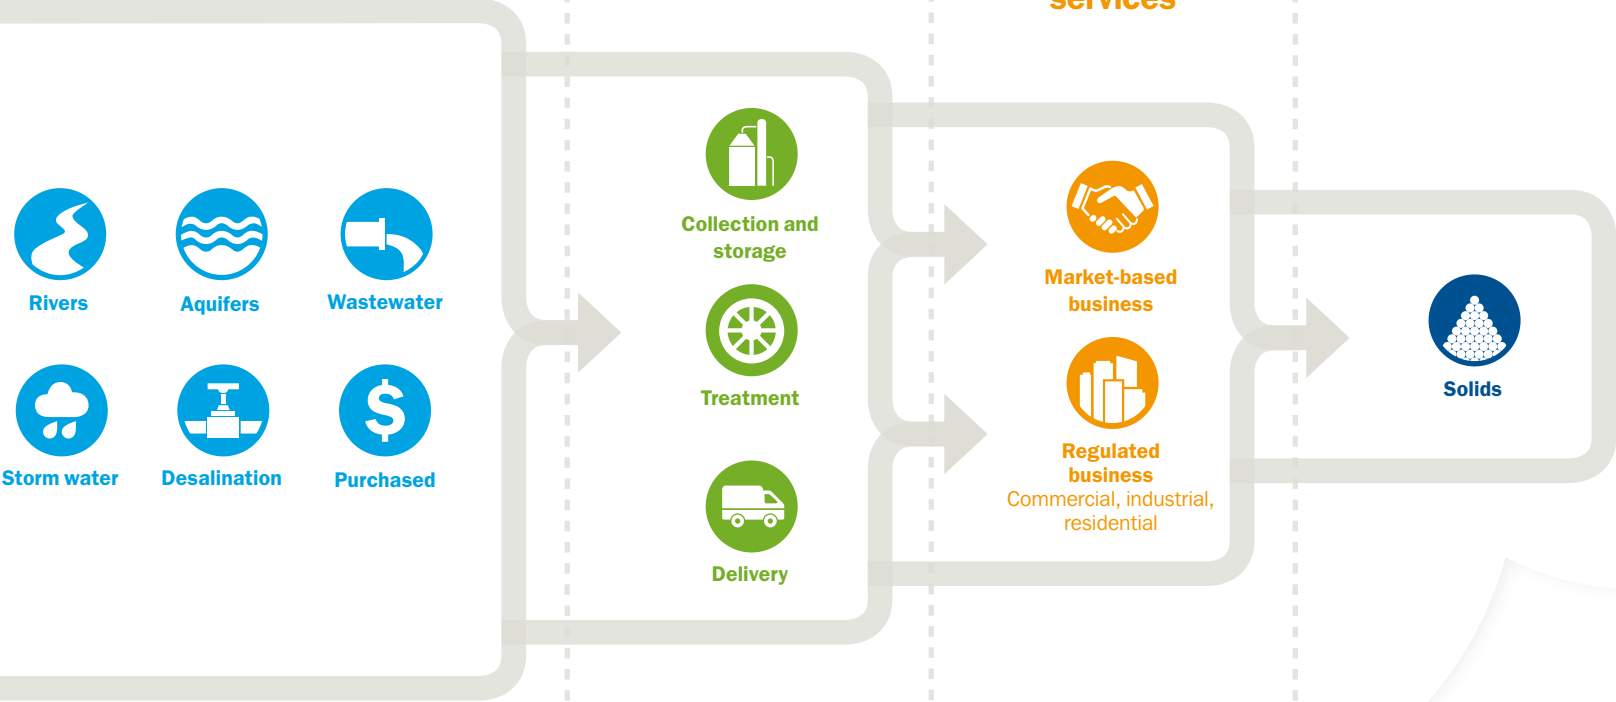 services
Rivers
Aquifers
Wastewater
Storm water
Desalination
$
Purchased
Collection and
storage
Treatment
Delivery
Market-based
business
Regulated
business
Commercial, industrial,
residential
Solids